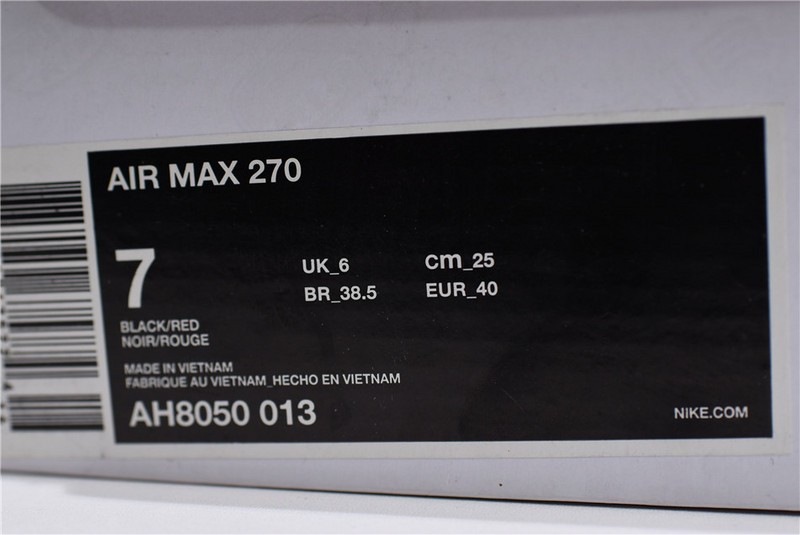 AIR MAX 270
7
UK_6 cm_25
BR_38.5 EUR_40
BLACK/RED
NOIR/ROUGE
MADE IN VIETNAM
FABRIQUE AU VIETNAM_HECHO EN VIETNAM
AH8050 013
NIKE.COM